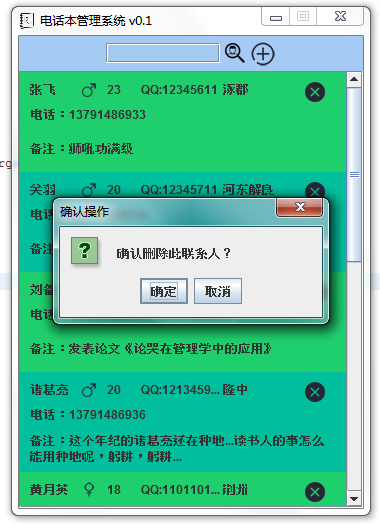 电话本管理系统 v0.1
张飞 ♂ 23 QQ:12345611 涿郡
电话：13791486933
备注：狮吼功满级
关羽 ♂ 20 QQ:12345711 河东解良
电话
备注
确认操作
确认删除此联系人？
确定 取消
刘备
电话
备注：发表论文《论哭在管理学中的应用》
诸葛亮 ♂ 20 QQ:1213459... 隆中
电话：13791486936
备注：这个年纪的诸葛亮还在种地...读书人的事怎么
能用种地呢，躬耕，躬耕...
黄月英 ♀ 18 QQ:1101101... 荆州